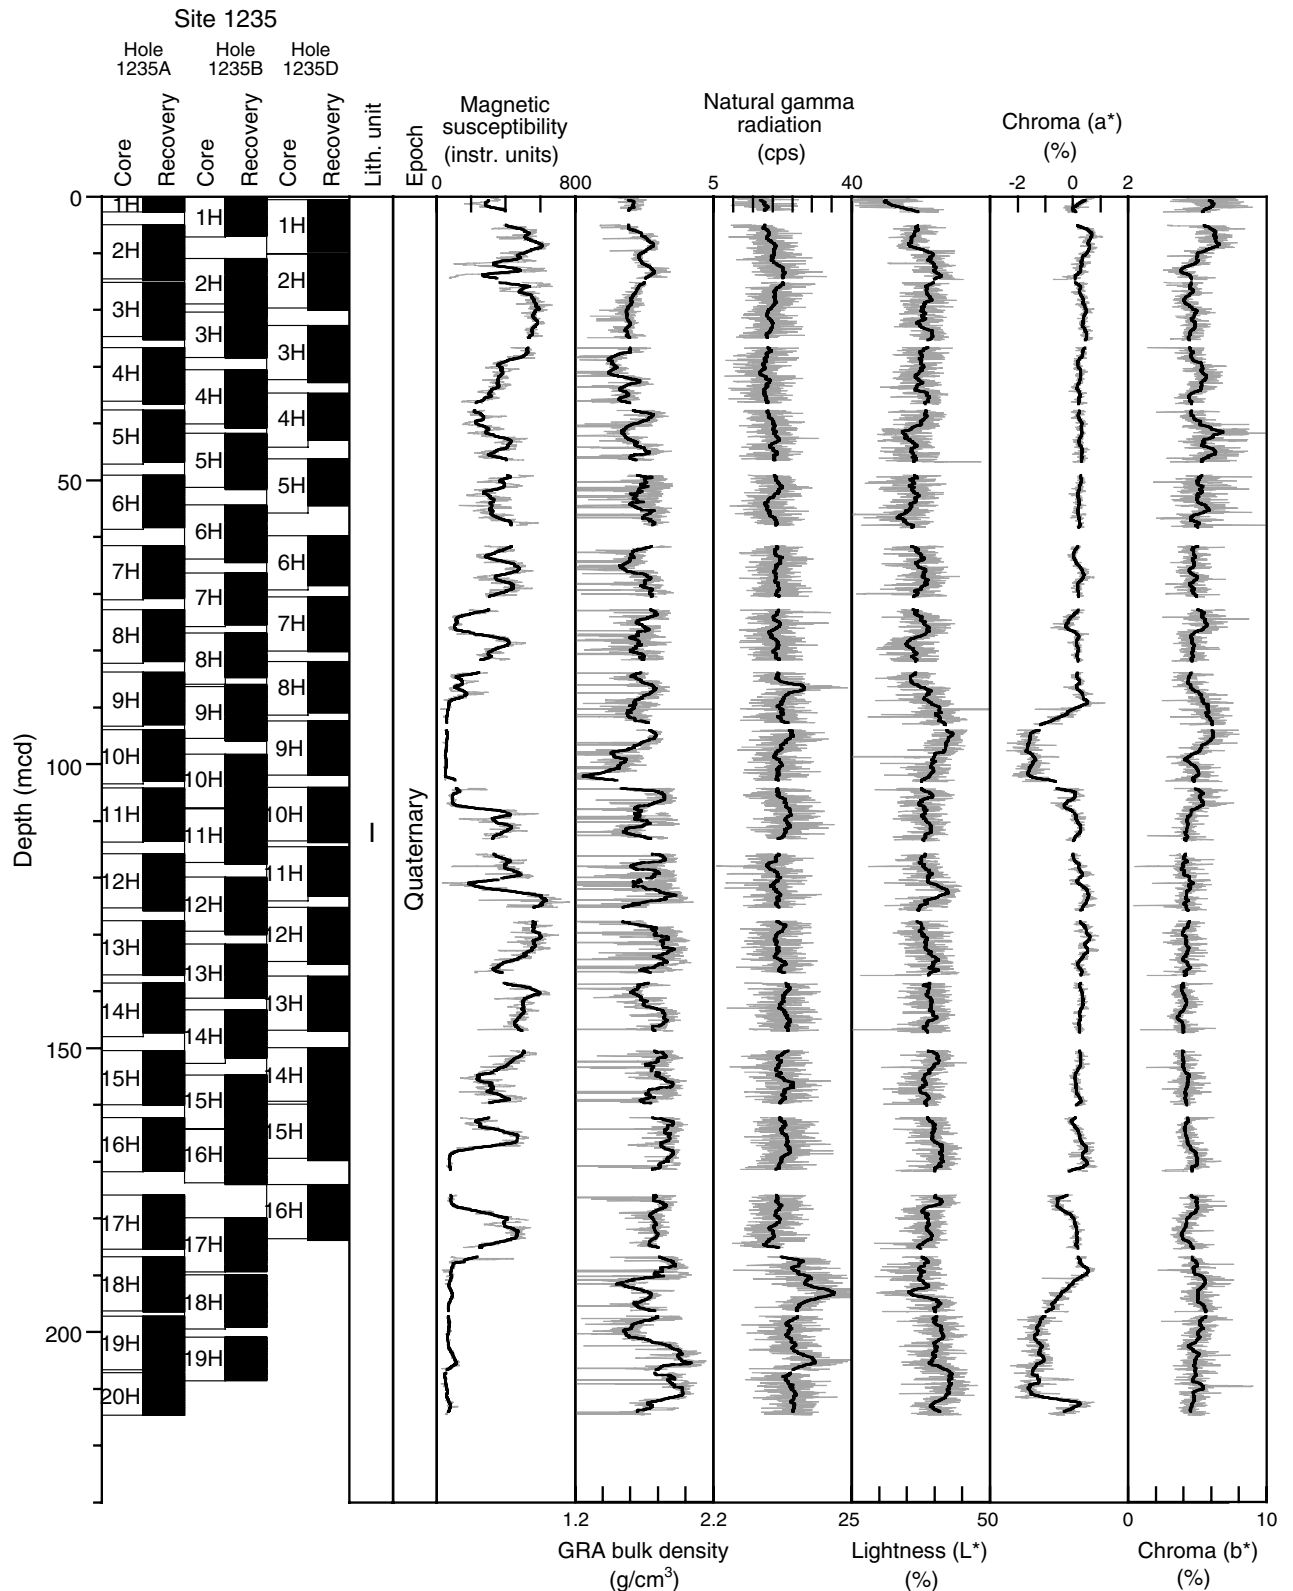 Site 1235
Hole Hole Hole
1235A 1235B 1235D
Core Recovery Core Recovery Core Recovery Lith. unit Epoch
Magnetic susceptibility (instr. units)
Natural gamma radiation (cps)
Chroma (a*) (%)
0 800 5 40 -2 0 2
Depth (mcd)
0
50
100
150
200
1H
2H
3H
4H
5H
6H
7H
8H
9H
10H
11H
12H
13H
14H
15H
16H
17H
18H
19H
20H
1H
2H
3H
4H
5H
6H
7H
8H
9H
10H
11H
12H
13H
14H
15H
16H
17H
18H
19H
1H
2H
3H
4H
5H
6H
7H
8H
9H
10H
11H
12H
13H
14H
15H
16H
I
Quaternary
1.2 2.2 25 50 0 10
GRA bulk density (g/cm³)
Lightness (L*) (%)
Chroma (b*) (%)